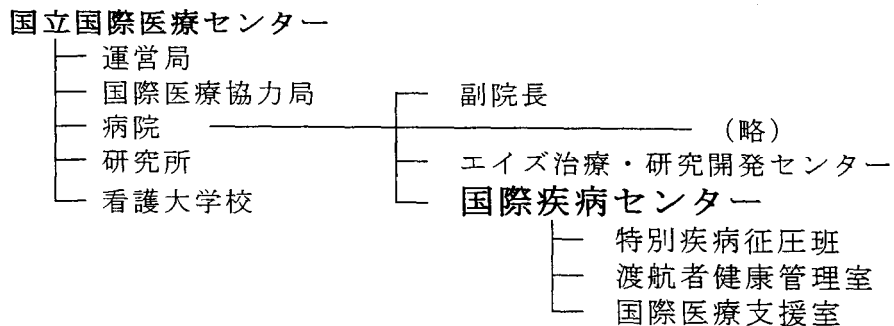 国立国際医療センター
運営局
国際医療協力局 副院長
病院 (略)
研究所 エイズ治療・研究開発センター
看護大学校 国際疾病センター
特別疾病征圧班
渡航者健康管理室
国際医療支援室